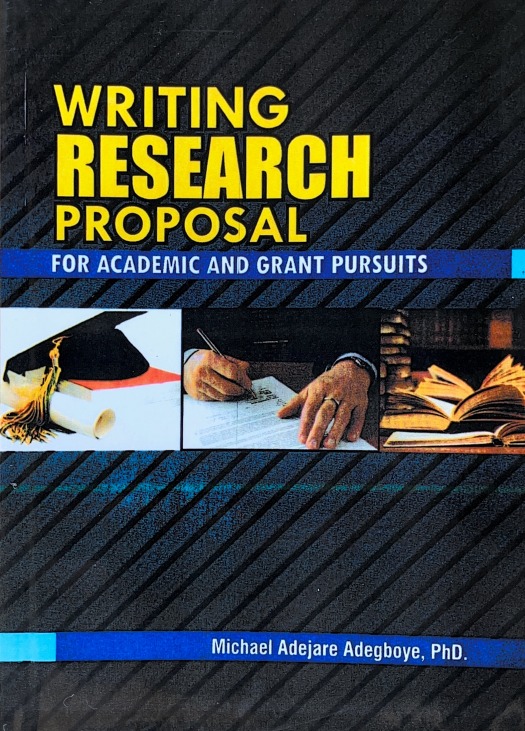 WRITING
RESEARCH
PROPOSAL
FOR ACADEMIC AND GRANT PURSUITS
Michael Adejare Adegboye, PhD.